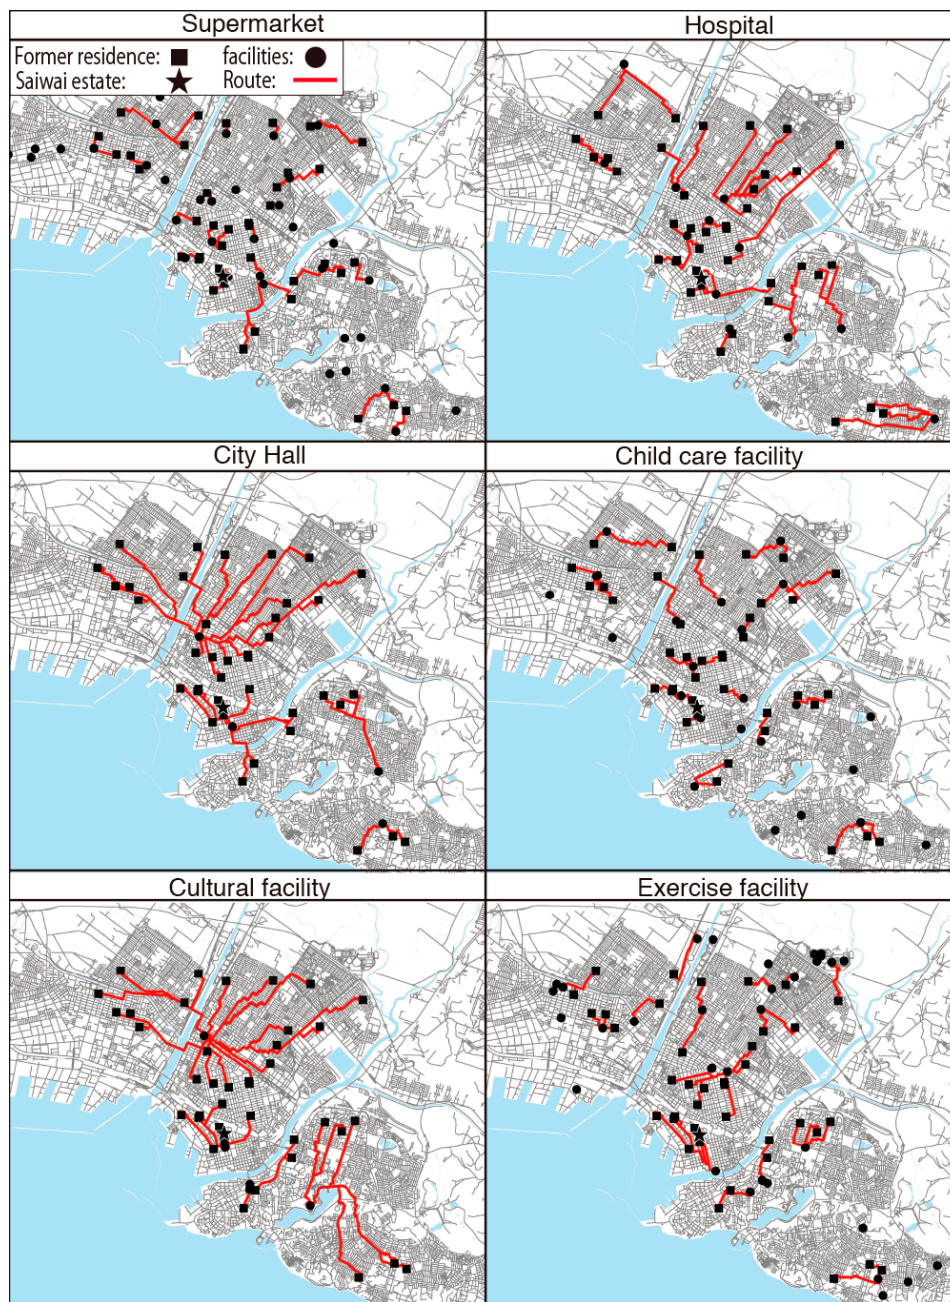 Supermarket
Hospital
Former residence:
facilities:
Saiwai estate:
Route:
City Hall
Child care facility
Cultural facility
Exercise facility